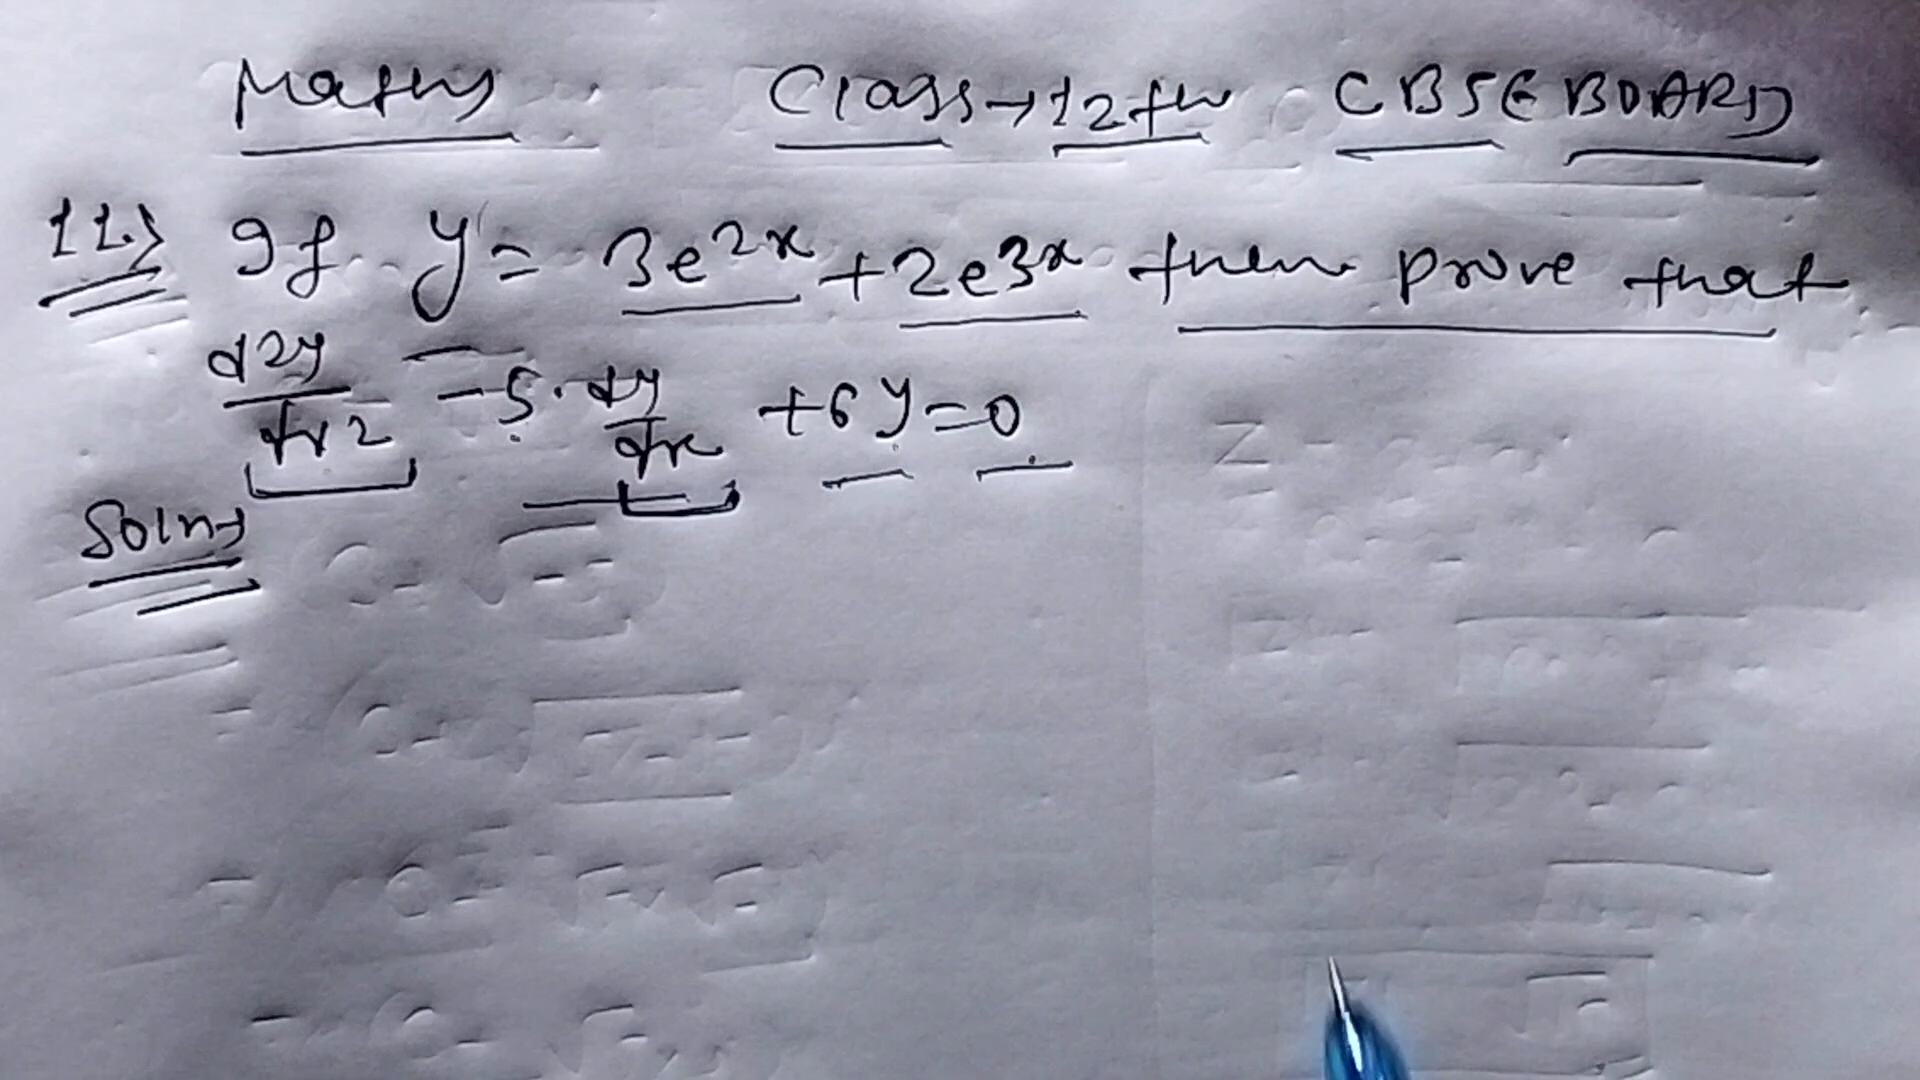 Maths Class→12th CBSE BOARD
11.> If y = 3e^2x + 2e^3x then prove that
d2y/dx2 - 5.dy/dx + 6y = 0
Soln→